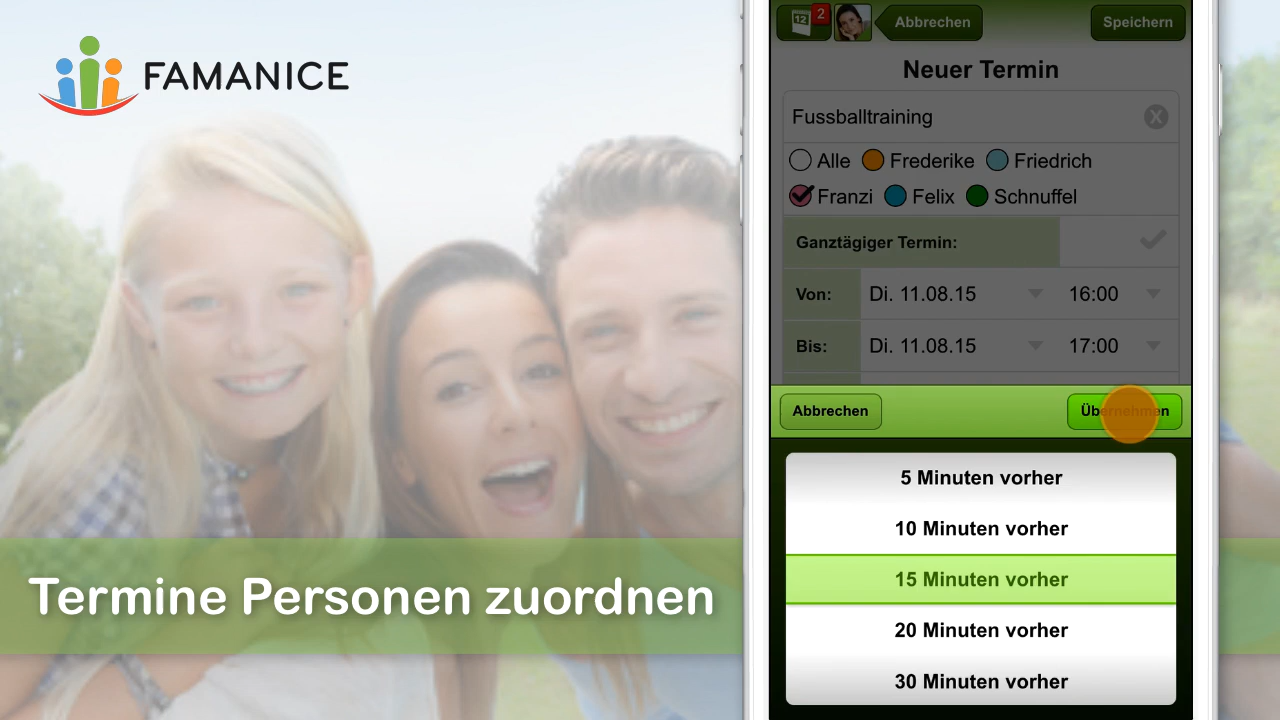 FAMANICE
Termine Personen zuordnen
12
2
Abbrechen
Speichern
Neuer Termin
Fussballtraining
X
Alle Frederike Friedrich
Franzi Felix Schnuffel
Ganztägiger Termin:
Von: Di. 11.08.15 16:00
Bis: Di. 11.08.15 17:00
Abbrechen
Übernehmen
5 Minuten vorher
10 Minuten vorher
15 Minuten vorher
20 Minuten vorher
30 Minuten vorher